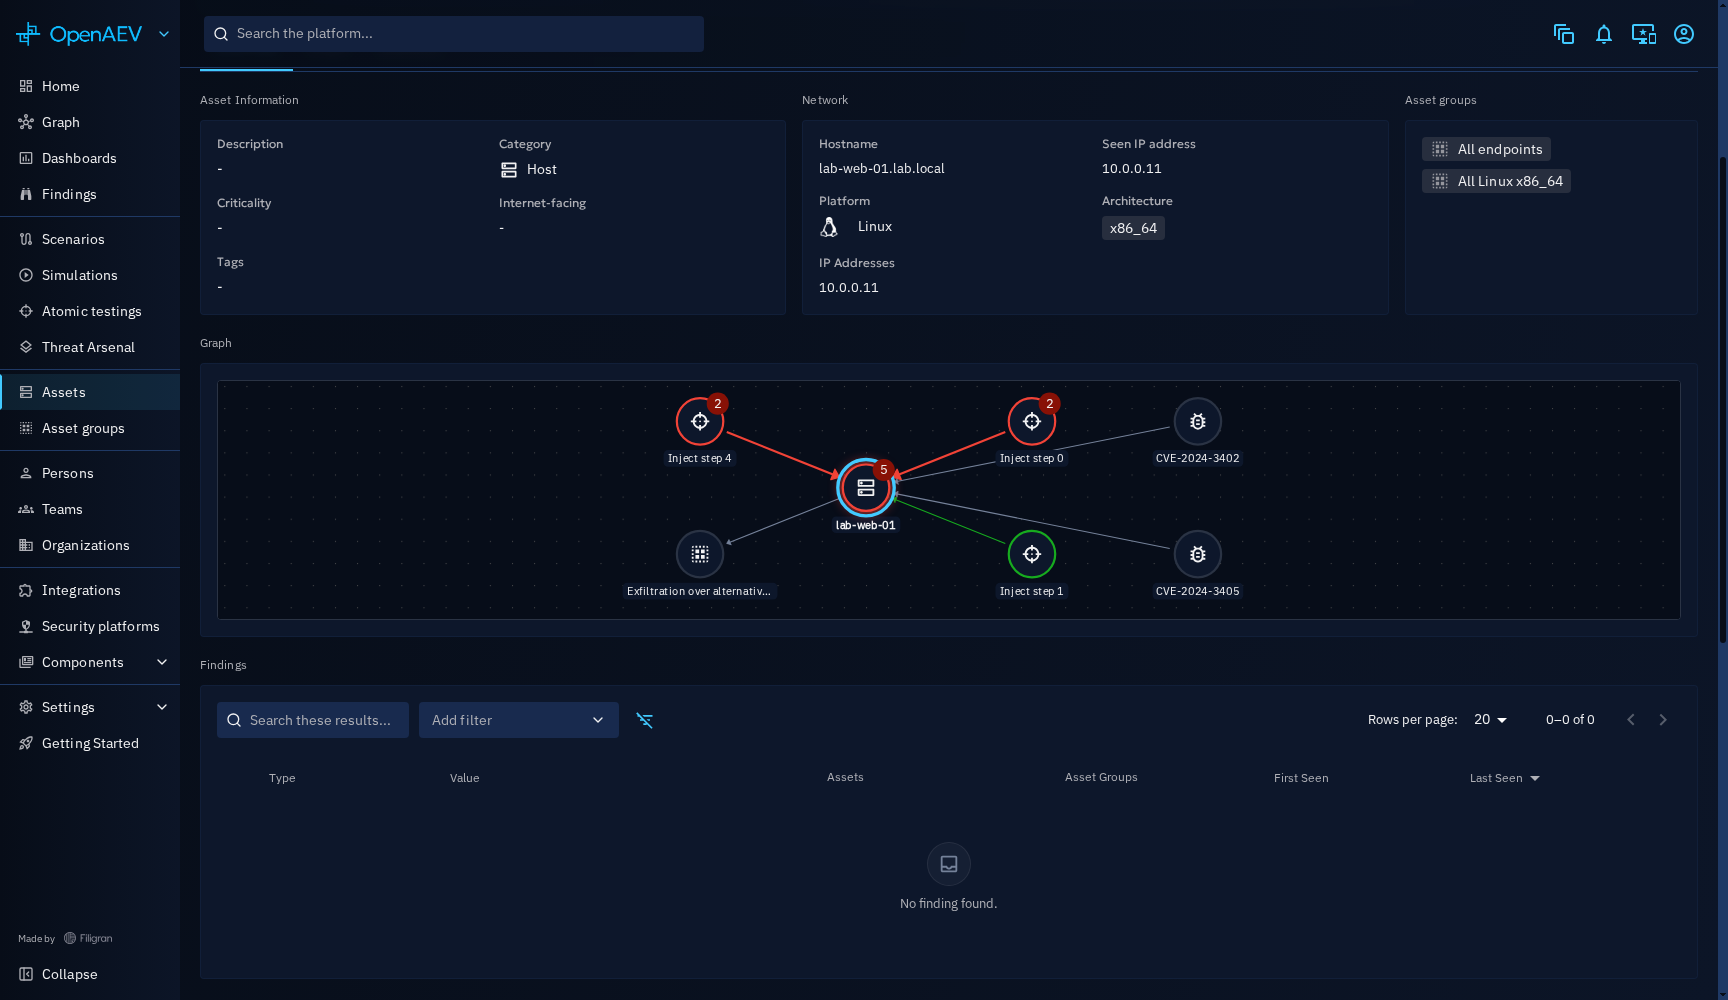 OpenAEV
Search the platform...
Home
Graph
Dashboards
Findings
Scenarios
Simulations
Atomic testings
Threat Arsenal
Assets
Asset groups
Persons
Teams
Organizations
Integrations
Security platforms
Components
Settings
Getting Started
Made by Filigran
Collapse
Asset Information
Description
-
Category
Host
Criticality
-
Internet-facing
-
Tags
-
Network
Hostname
lab-web-01.lab.local
Seen IP address
10.0.0.11
Platform
Linux
Architecture
x86_64
IP Addresses
10.0.0.11
Asset groups
All endpoints
All Linux x86_64
Graph
2
Inject step 4
2
Inject step 0
CVE-2024-3402
5
lab-web-01
Exfiltration over alternativ...
Inject step 1
CVE-2024-3405
Findings
Search these results...
Add filter
Rows per page: 20
0–0 of 0
Type Value Assets Asset Groups First Seen Last Seen
No finding found.